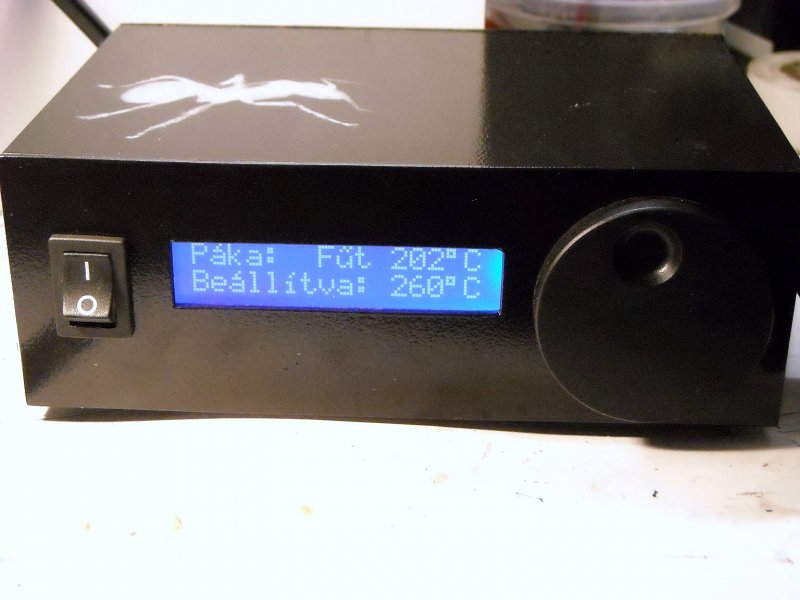 Páka: Fűt 202°C
Beállítva: 260°C
I
O